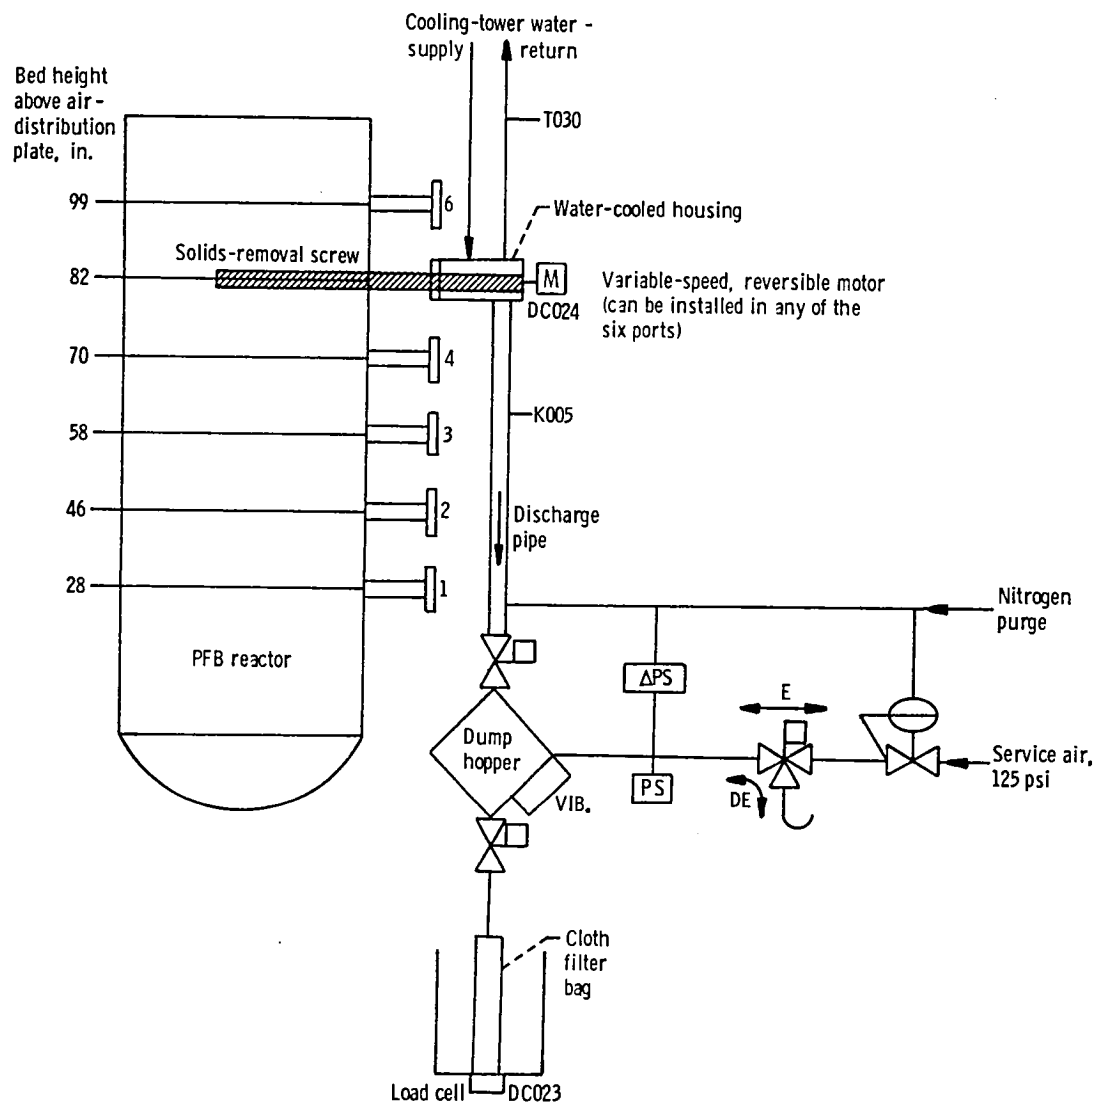 Cooling-tower water -
supply
return
Bed height
above air-
distribution
plate, in.
T030
99
6
Water-cooled housing
Solids-removal screw
82
M
Variable-speed, reversible motor
(can be installed in any of the
six ports)
DC024
70
4
K005
58
3
46
2
Discharge
pipe
28
1
Nitrogen
purge
PFB reactor
ΔPS
E
Dump
hopper
Service air,
125 psi
PS
DE
VIB.
Cloth
filter
bag
Load cell
DC023